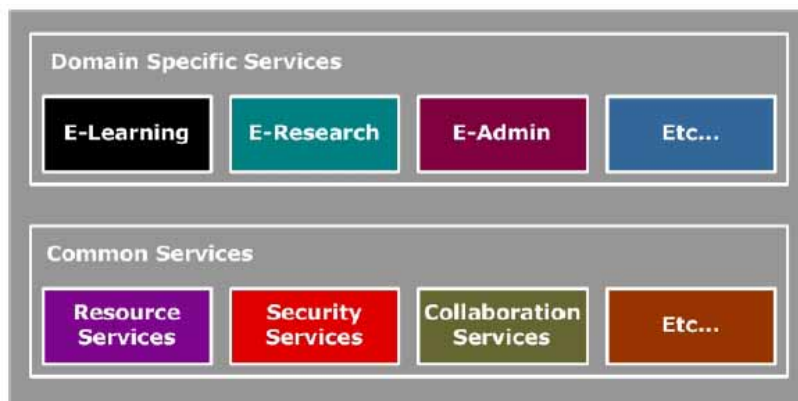 Domain Specific Services
E-Learning
E-Research
E-Admin
Etc...
Common Services
Resource
Services
Security
Services
Collaboration
Services
Etc...